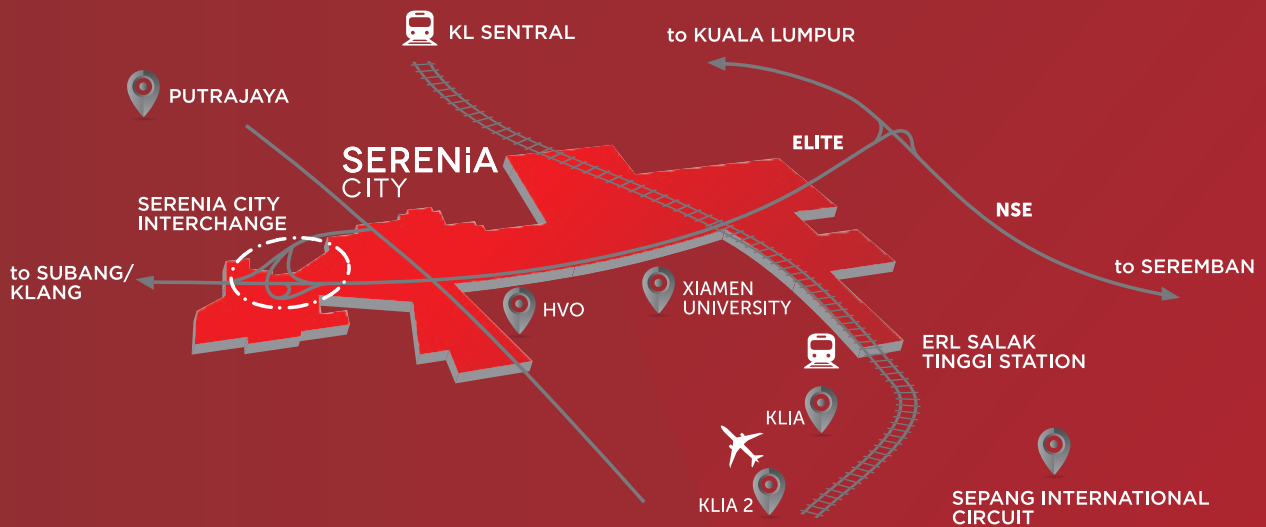 KL SENTRAL
to KUALA LUMPUR
PUTRAJAYA
ELITE
SERENiA
CITY
SERENIA CITY
INTERCHANGE
NSE
to SUBANG/
KLANG
to SEREMBAN
HVO
XIAMEN
UNIVERSITY
ERL SALAK
TINGGI STATION
KLIA
KLIA 2
SEPANG INTERNATIONAL
CIRCUIT